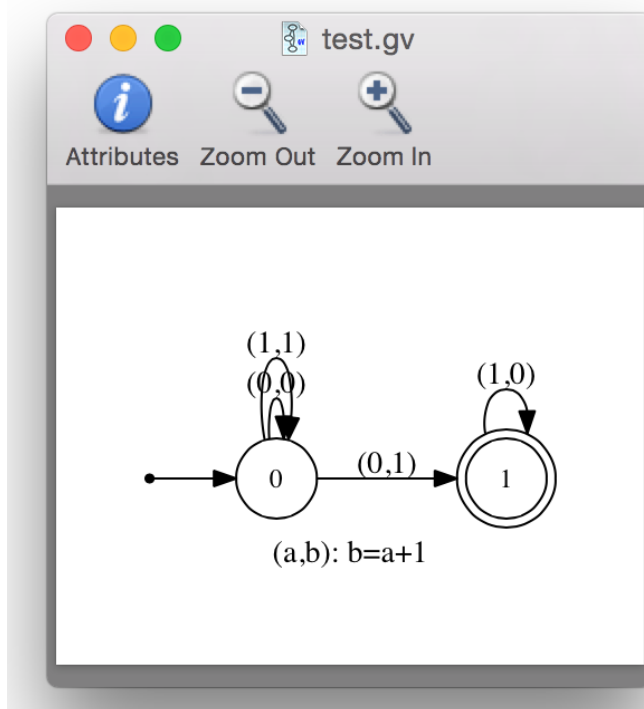 test.gv
Attributes Zoom Out Zoom In
(1,1)
(0,0)
(1,0)
0
(0,1)
1
(a,b): b=a+1